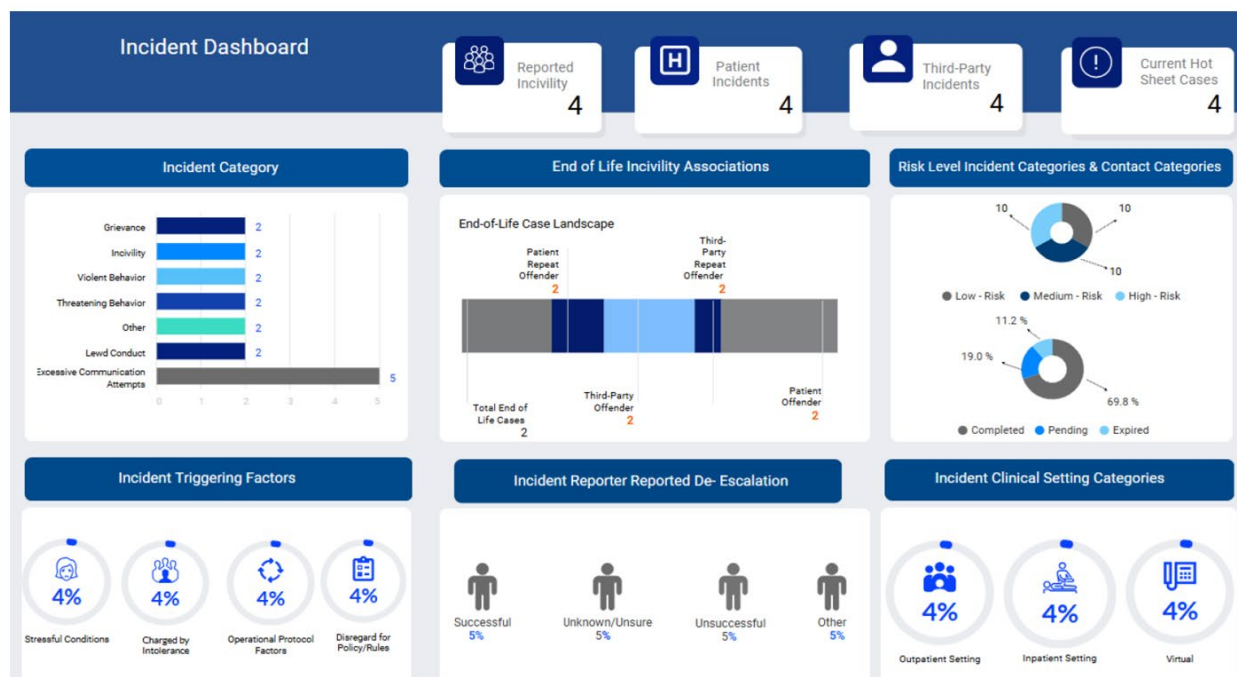 Incident Dashboard
Reported
Incivility
4
Patient
Incidents
4
Third-Party
Incidents
4
Current Hot
Sheet Cases
4
Incident Category
Grievance
2
Incivility
2
Violent Behavior
2
Threatening Behavior
2
Other
2
Lewd Conduct
2
Excessive Communication
Attempts
5
0 1 2 3 4 5
End of Life Incivility Associations
End-of-Life Case Landscape
Patient
Repeat
Offender
2
Third-
Party
Repeat
Offender
2
Total End of
Life Cases
2
Third-Party
Offender
2
Patient
Offender
2
Risk Level Incident Categories & Contact Categories
10
10
10
Low - Risk Medium - Risk High - Risk
11.2 %
19.0 %
69.8 %
Completed Pending Expired
Incident Triggering Factors
4%
Stressful Conditions
4%
Charged by
Intolerance
4%
Operational Protocol
Factors
4%
Disregard for
Policy/Rules
Incident Reporter Reported De- Escalation
Successful
5%
Unknown/Unsure
5%
Unsuccessful
5%
Other
5%
Incident Clinical Setting Categories
4%
Outpatient Setting
4%
Inpatient Setting
4%
Virtual